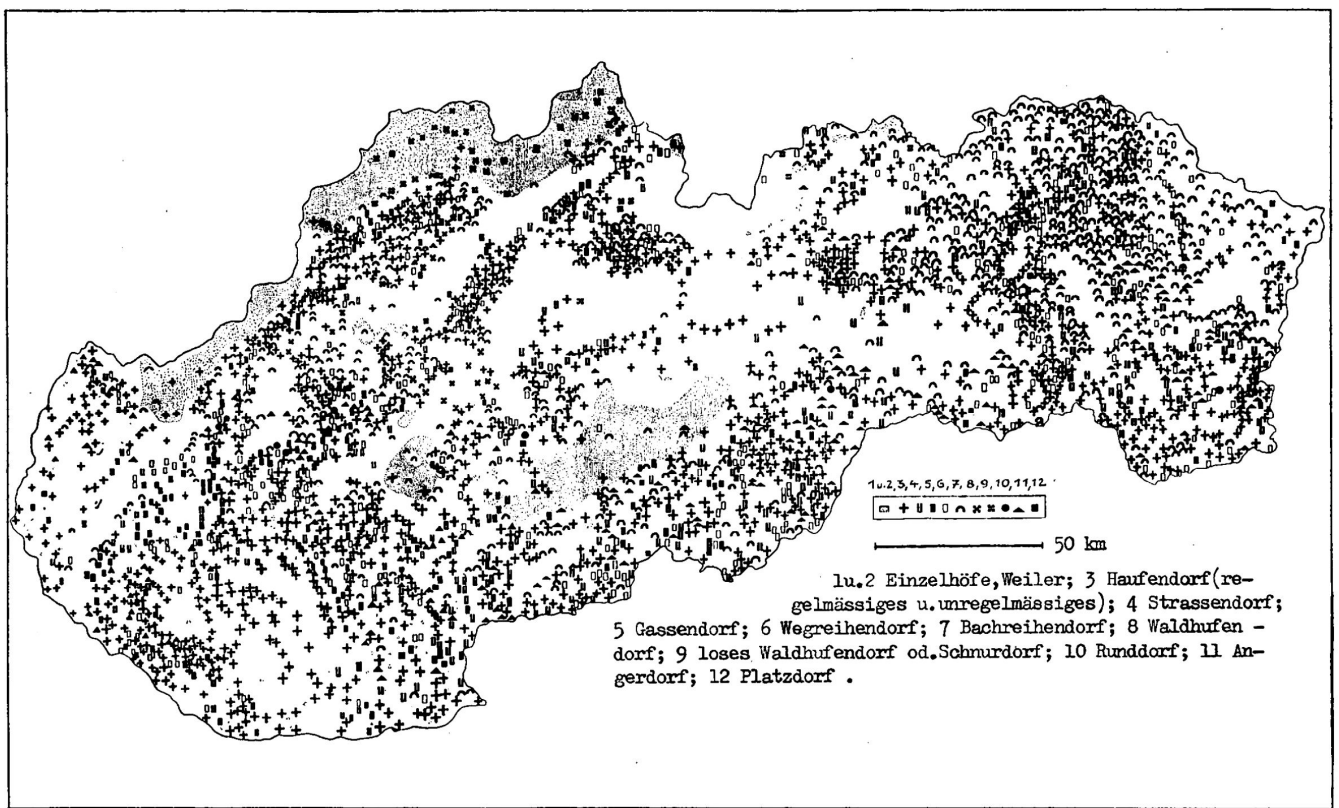 1u.2,3,4,5,6,7,8,9,10,11,12
50 km
1u.2 Einzelhöfe,Weiler; 3 Haufendorf(re-
gelmässiges u.unregelmässiges); 4 Strassendorf;
5 Gassendorf; 6 Wegreihendorf; 7 Bachreihendorf; 8 Waldhufen -
dorf; 9 loses Waldhufendorf od.Schnurdorf; 10 Runddorf; 11 An-
gerdorf; 12 Platzdorf .